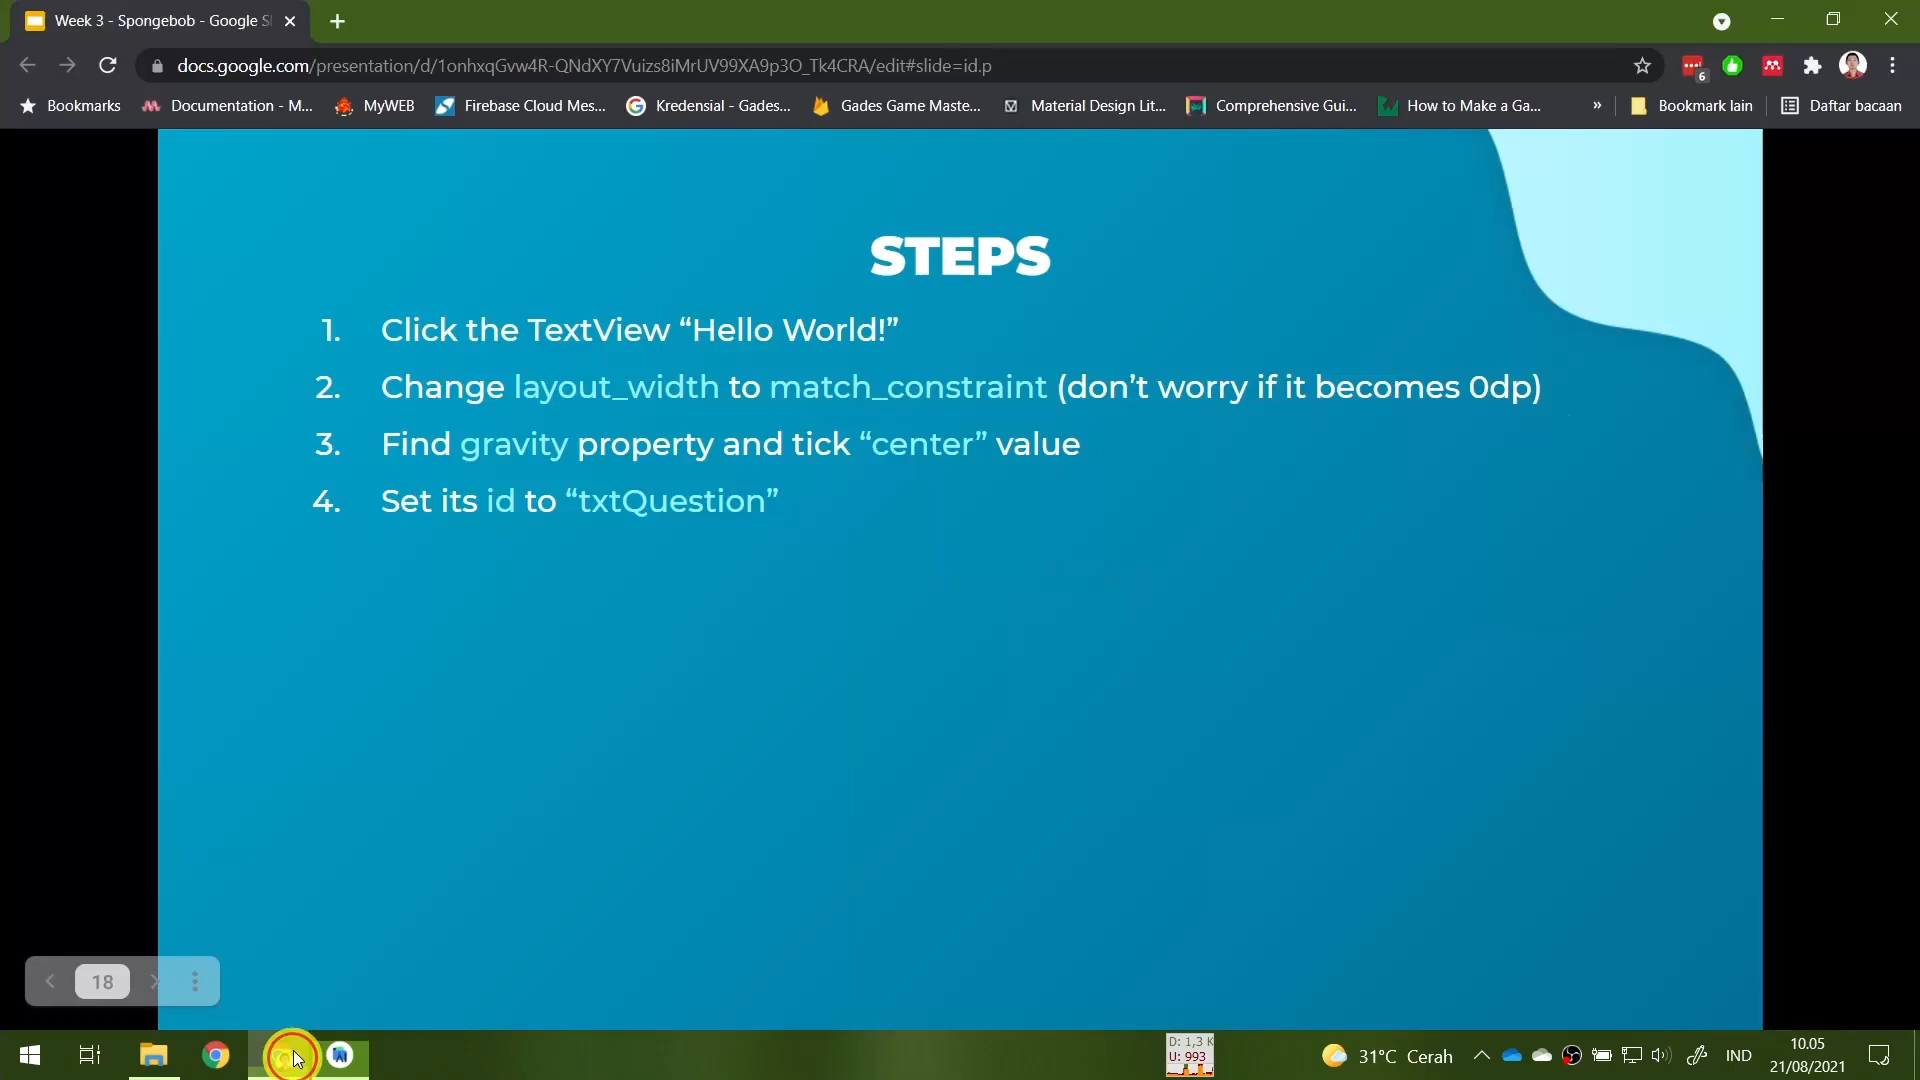 Week 3 - Spongebob - Google Sl
docs.google.com/presentation/d/1onhxqGvw4R-QNdXY7Vuizs8iMrUV99XA9p3O_Tk4CRA/edit#slide=id.p
6
Bookmarks
Documentation - M...
MyWEB
Firebase Cloud Mes...
Kredensial - Gades...
Gades Game Maste...
Material Design Lit...
Comprehensive Gui...
How to Make a Ga...
»
Bookmark lain
Daftar bacaan
STEPS
1. Click the TextView “Hello World!”
2. Change layout_width to match_constraint (don’t worry if it becomes 0dp)
3. Find gravity property and tick “center” value
4. Set its id to “txtQuestion”
18
D: 1,3 K
U: 993
31°C Cerah
IND
10.05
21/08/2021